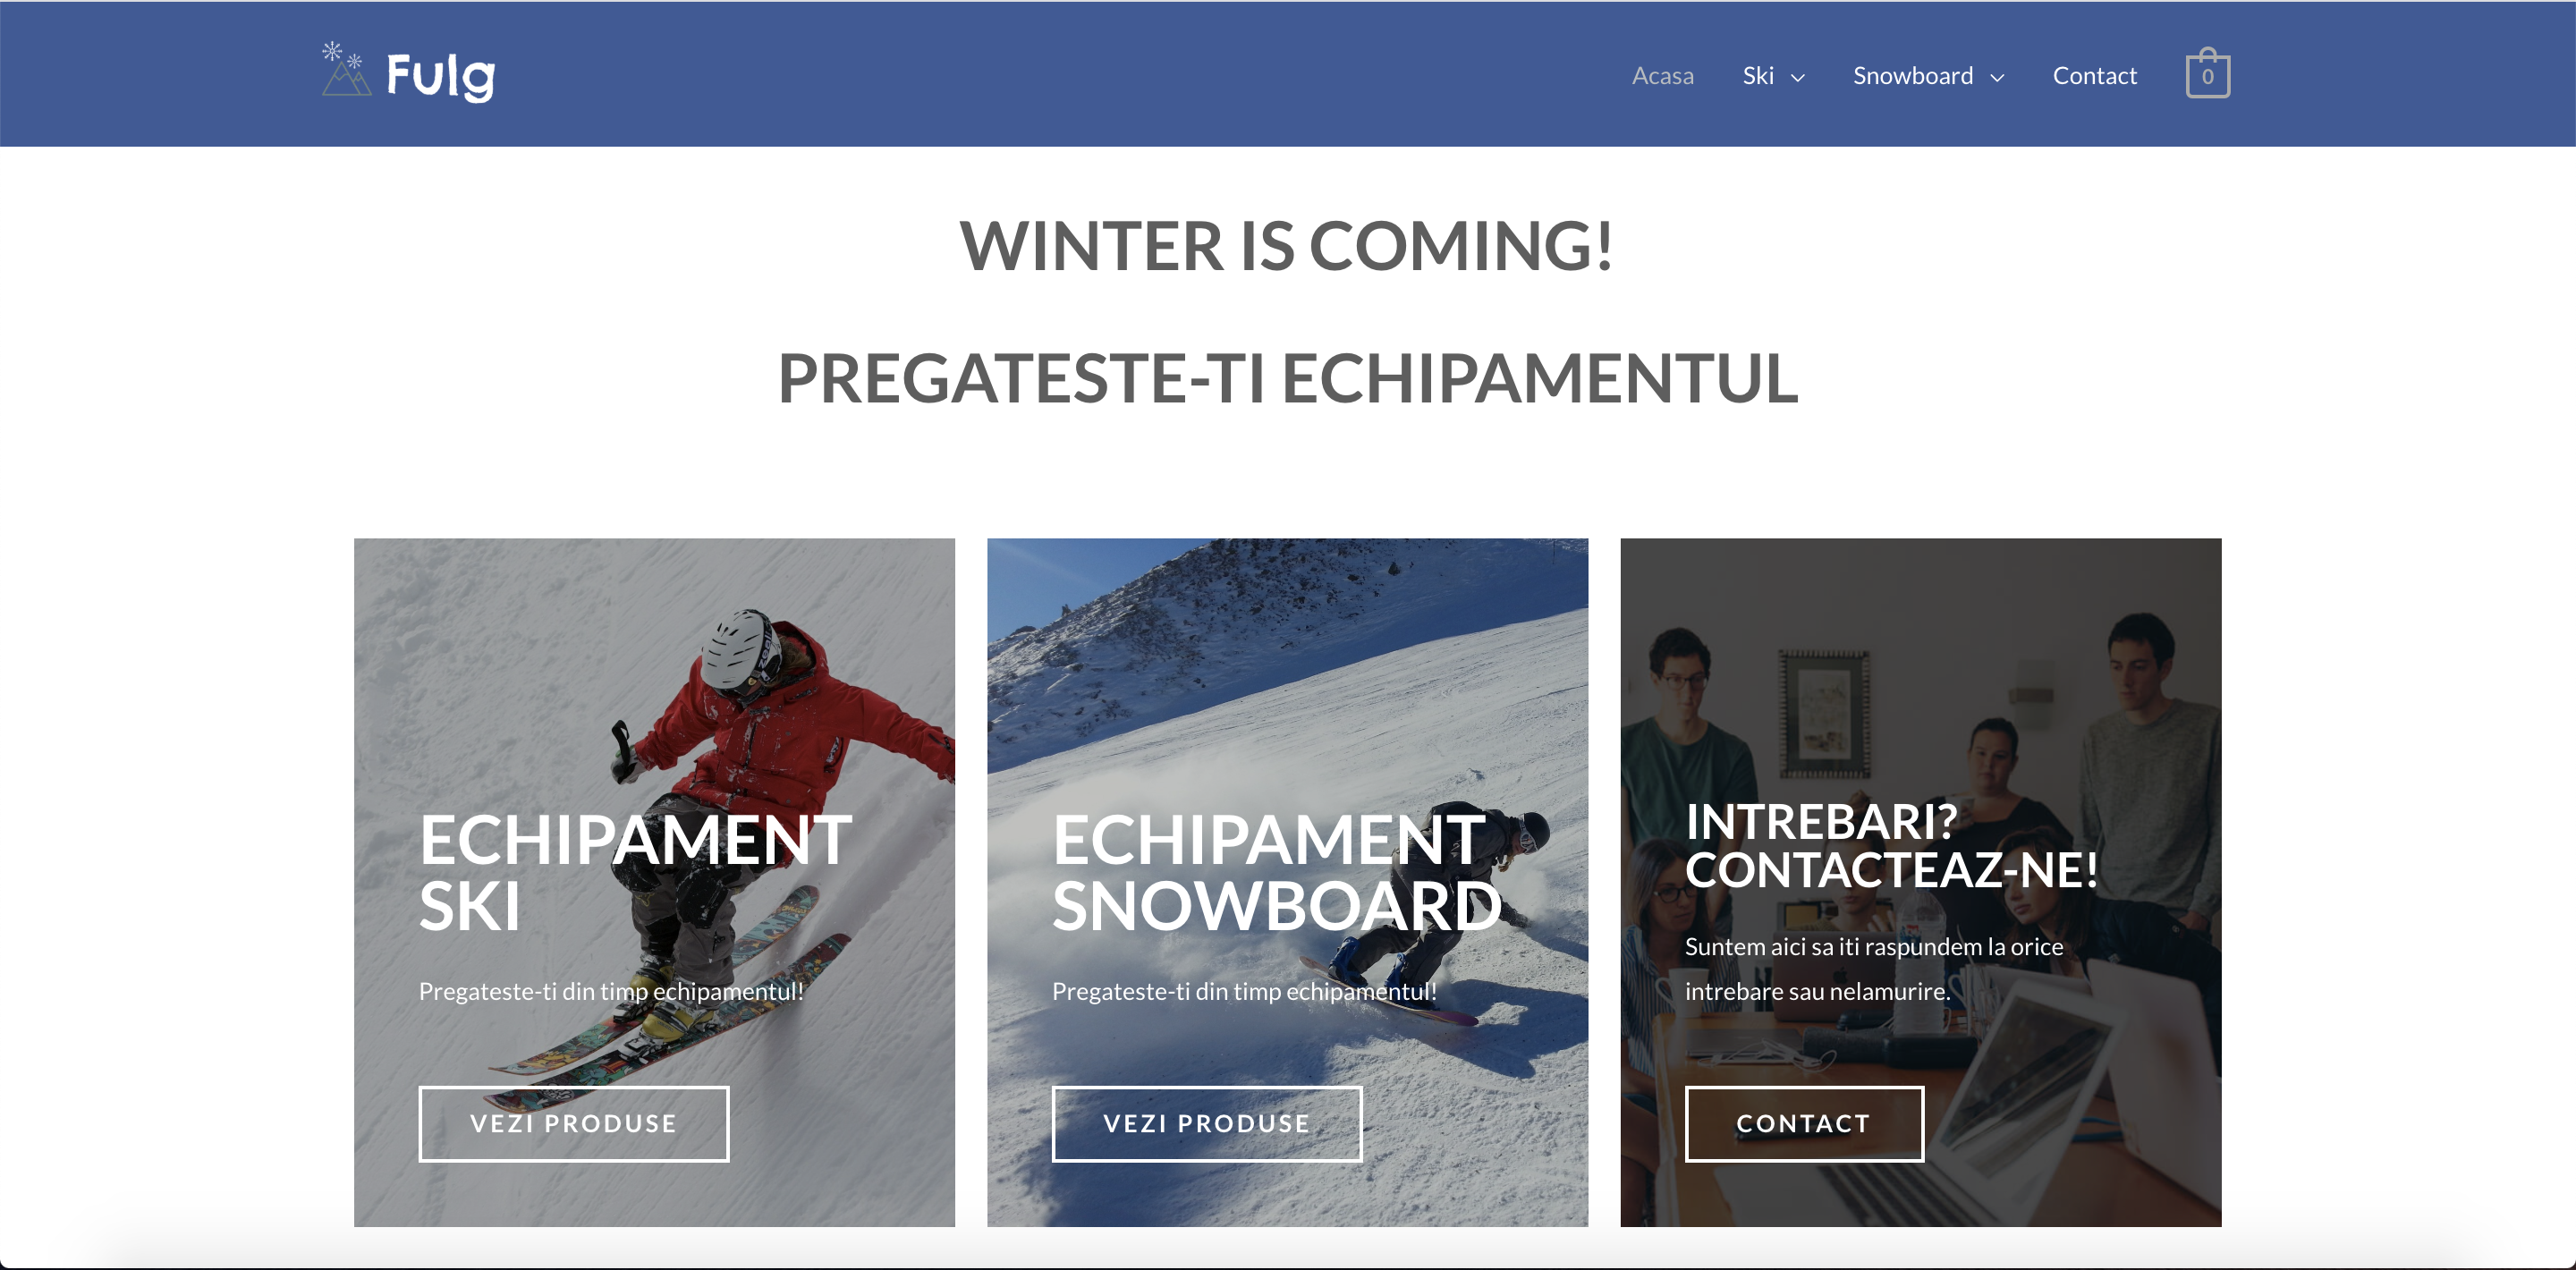 Fulg
Acasa
Ski
Snowboard
Contact
0
WINTER IS COMING!
PREGATESTE-TI ECHIPAMENTUL
ECHIPAMENT
SKI
Pregateste-ti din timp echipamentul!
VEZI PRODUSE
ECHIPAMENT
SNOWBOARD
Pregateste-ti din timp echipamentul!
VEZI PRODUSE
INTREBARI?
CONTACTEAZ-NE!
Suntem aici sa iti raspundem la orice
intrebare sau nelamurire.
CONTACT